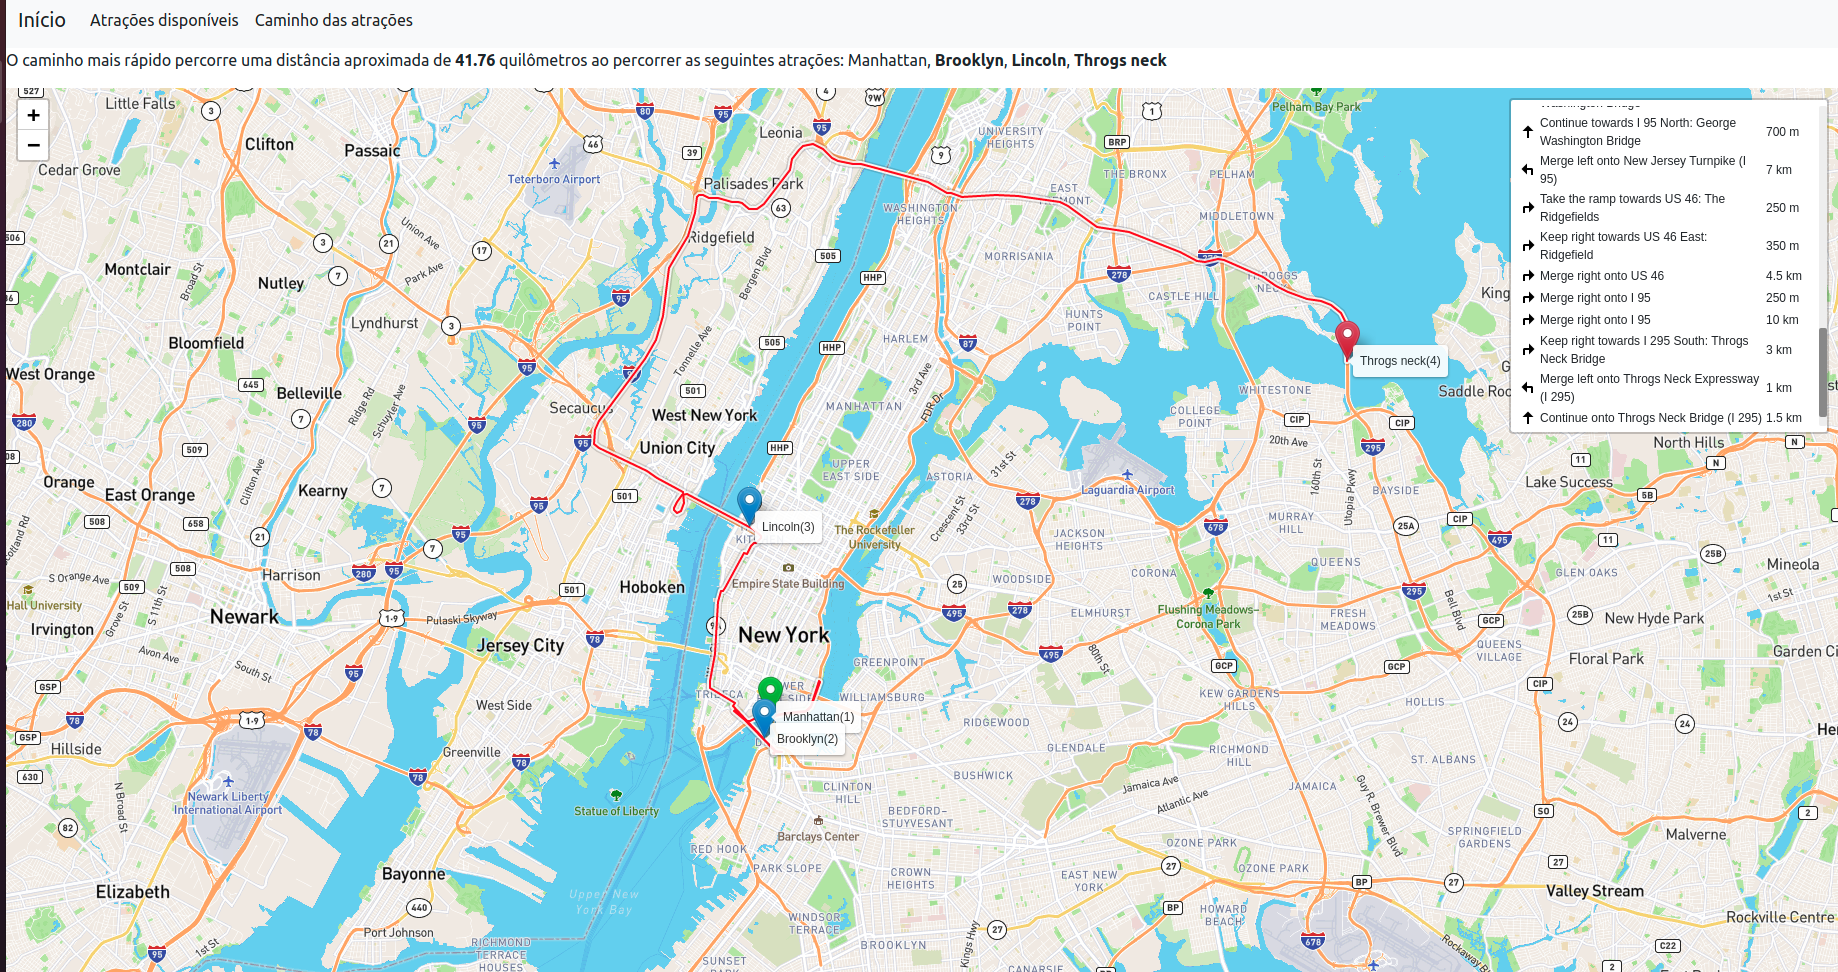 Início Atrações disponíveis Caminho das atrações
O caminho mais rápido percorre uma distância aproximada de 41.76 quilômetros ao percorrer as seguintes atrações: Manhattan, Brooklyn, Lincoln, Throgs neck
+
−
Continue towards I 95 North: George
Washington Bridge
700 m
Merge left onto New Jersey Turnpike (I
95)
7 km
Take the ramp towards US 46: The
Ridgefields
250 m
Keep right towards US 46 East:
Ridgefield
350 m
Merge right onto US 46 4.5 km
Merge right onto I 95 250 m
Merge right onto I 95 10 km
Keep right towards I 295 South: Throgs
Neck Bridge
3 km
Merge left onto Throgs Neck Expressway
(I 295)
1 km
Continue onto Throgs Neck Bridge (I 295) 1.5 km
Little Falls
Clifton
Passaic
Cedar Grove
Teterboro Airport
Leonia
Palisades Park
Ridgefield
UNIVERSITY
HEIGHTS
Pelham Bay Park
THE BRONX
PELHAM
WASHINGTON
HEIGHTS
MIDDLETOWN
MORRISANIA
CASTLE HILL
HUNTS
POINT
HARLEM
Montclair
Nutley
Broad St
Union Ave
Park Ave
Bergen Blvd
Lyndhurst
Bloomfield
West Orange
Belleville
Ridge Rd
Schuyler Ave
Tonnelle Ave
Secaucus
West New York
Union City
MANHATTAN
3rd Ave
FDR Dr
UPPER
EAST SIDE
ASTORIA
31st St
Crescent St
33rd St
WHITESTONE
COLLEGE
POINT
20th Ave
160th St
Utopia Pkwy
BAYSIDE
Throgs neck(4)
Saddle Roc
North Hills
Lake Success
Laguardia Airport
Orange
East Orange
Kearny
Clifton Ave
Lincoln(3)
The Rockefeller
University
Empire State Building
JACKSON
HEIGHTS
MURRAY
HILL
QUEENS
GLEN OAKS
Mineola
WOODSIDE
CORONA
ELMHURST
Flushing Meadows–
Corona Park
FRESH
MEADOWS
Bell Blvd
New Hyde Park
1st St
QUEENS
VILLAGE
Floral Park
Garden Ci
S Orange Ave
Hall University
Irvington
Grove St
S 11th St
Harrison
Newark
Pulaski Skyway
Hoboken
Jersey City
Avon Ave
South St
New York
GREENPOINT
80th St
KEW GARDENS
HILLS
HOLLIS
WILLIAMSBURG
Manhattan(1)
Brooklyn(2)
RIDGEWOOD
GLENDALE
RICHMOND
HILL
ST. ALBANS
West Side
Greenville
Hillside
N Broad St
Newark Liberty
International Airport
Statue of Liberty
BUSHWICK
Jamaica Ave
Atlantic Ave
JAMAICA
Guy R. Brewer Blvd
CLINTON
HILL
BEDFORD–
STUYVESANT
Barclays Center
SPRINGFIELD
GARDENS
Malverne
RED HOOK
PARK SLOPE
CROWN
HEIGHTS
EAST NEW
YORK
OZONE PARK
OZONE PARK
HOWARD
BEACH
Valley Stream
Rockville Centre
Elizabeth
Bayonne
Upper New
York Bay
Port Johnson
1st St
RICHMOND
TERRACE
HOUSES
WINDSOR
TERRACE
BROOKLYN
Kings Hwy
SUNSET
CANARSIE
Rockaway